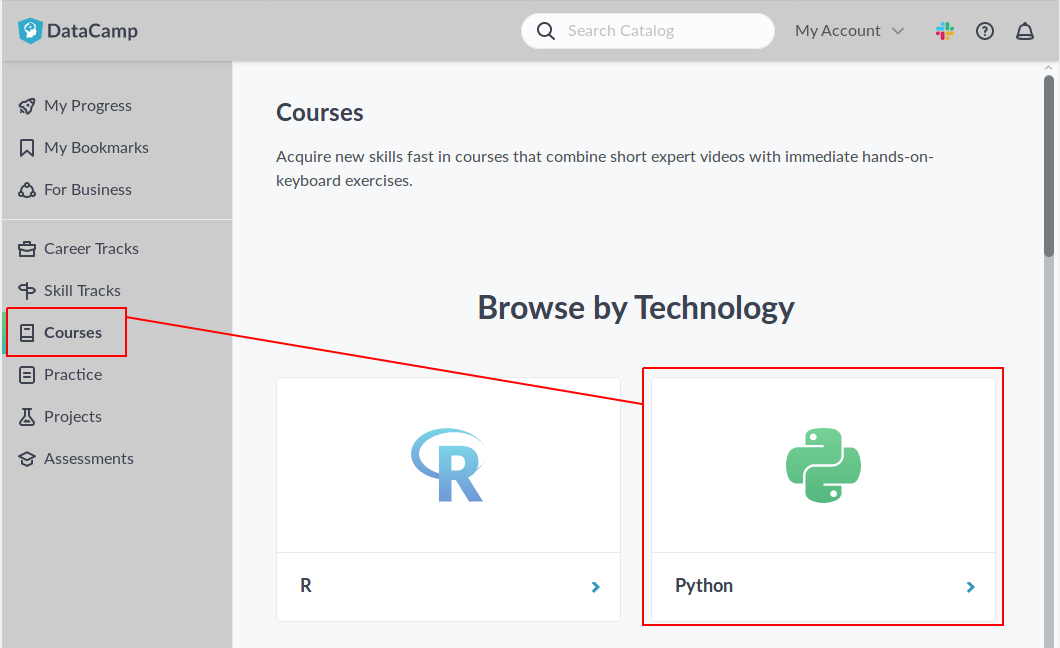 DataCamp
Search Catalog
My Account
My Progress
My Bookmarks
For Business
Career Tracks
Skill Tracks
Courses
Practice
Projects
Assessments
Courses
Acquire new skills fast in courses that combine short expert videos with immediate hands-on-
keyboard exercises.
Browse by Technology
R
R
Python